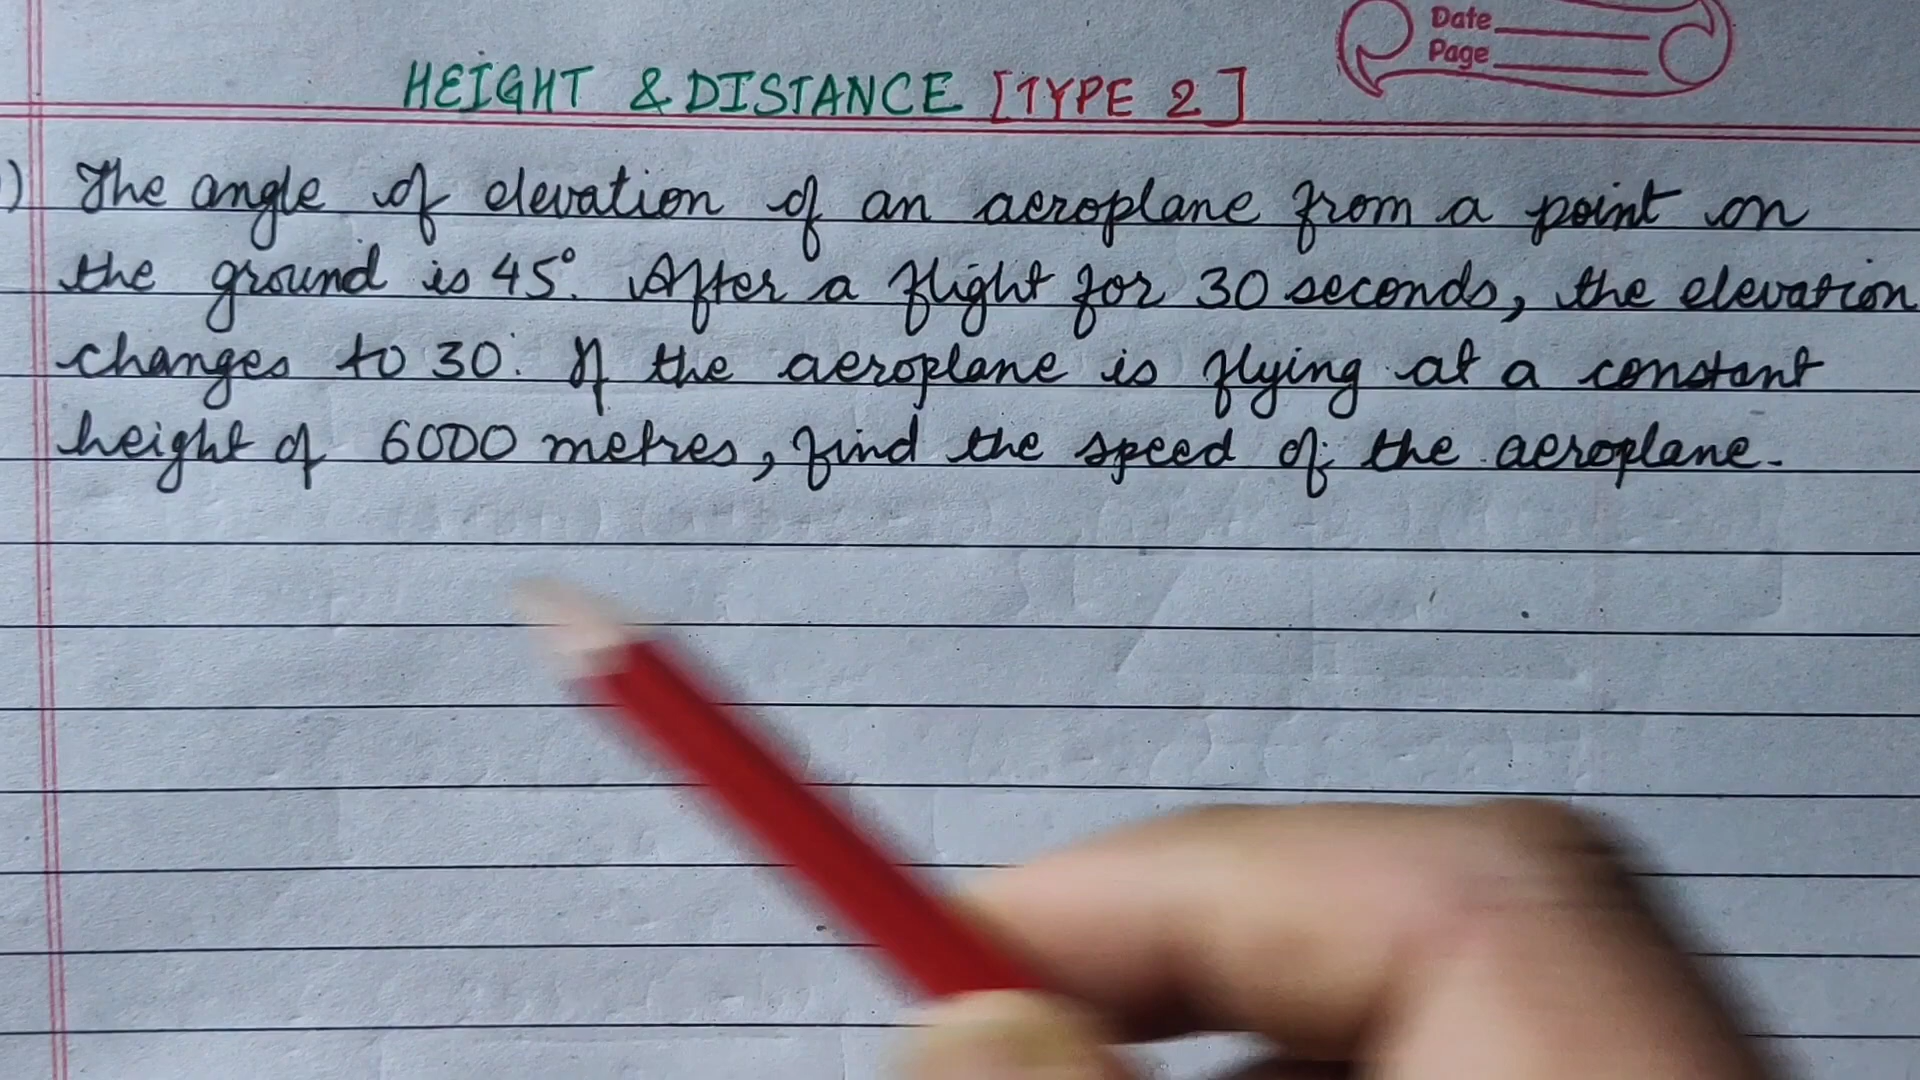 Date
Page
HEIGHT & DISTANCE [TYPE 2]
) The angle of elevation of an aeroplane from a point on
the ground is 45°. After a flight for 30 seconds, the elevation
changes to 30°. If the aeroplane is flying at a constant
height of 6000 metres, find the speed of the aeroplane.